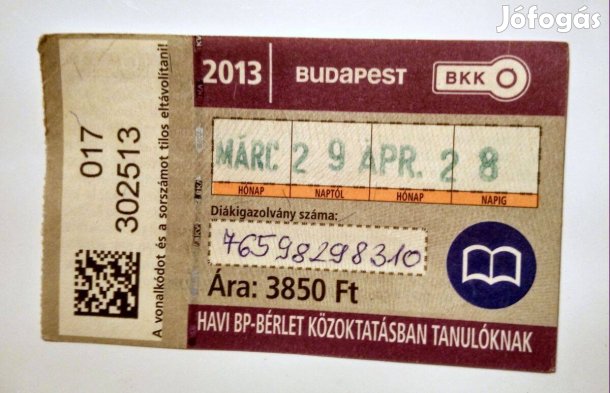 Jófogás
017
302513
A vonalkódot és a sorszámot tilos eltávolítani!
2013 BUDAPEST BKK
MÁRC 29 ÁPR. 28
HÓNAP NAPTÓL HÓNAP NAPIG
Diákigazolvány száma:
76598298310
Ára: 3850 Ft
HAVI BP-BÉRLET KÖZOKTATÁSBAN TANULÓKNAK